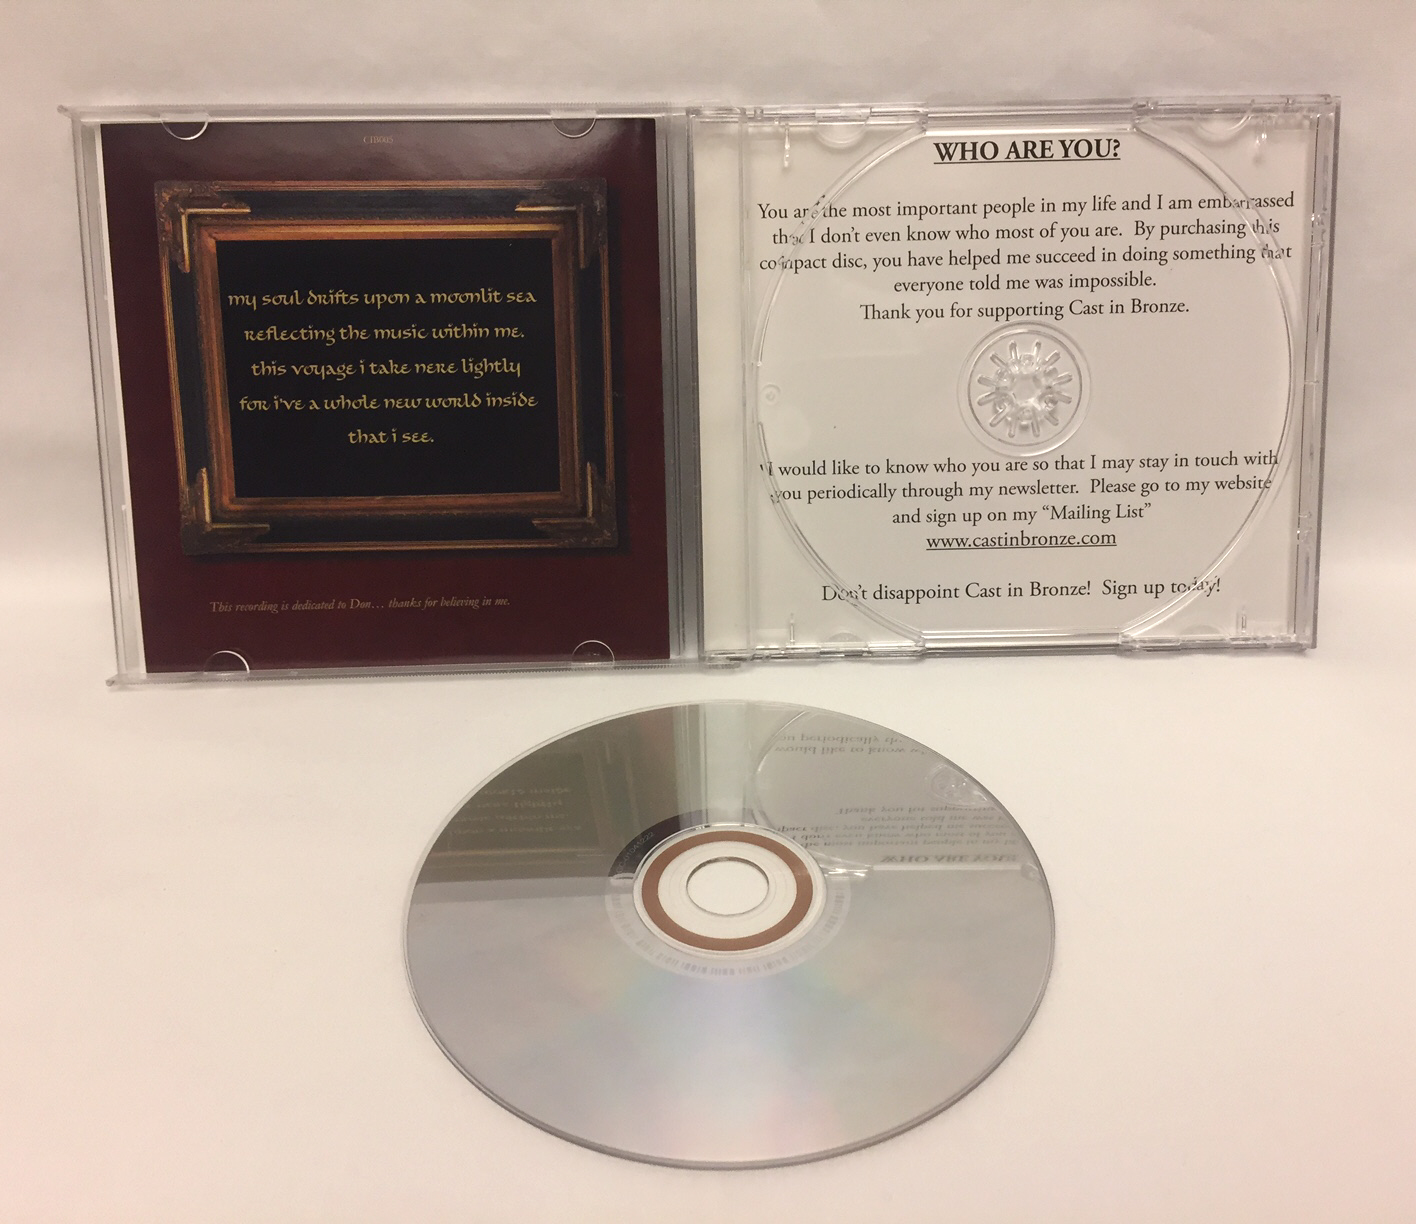 my soul drifts upon a moonlit sea
reflecting the music within me.
this voyage i take nere lightly
for i've a whole new world inside
that i see.
This recording is dedicated to Don... thanks for believing in me.
WHO ARE YOU?
You are the most important people in my life and I am embarrassed
that I don't even know who most of you are. By purchasing this
compact disc, you have helped me succeed in doing something that
everyone told me was impossible.
Thank you for supporting Cast in Bronze.
I would like to know who you are so that I may stay in touch with
you periodically through my newsletter. Please go to my website
and sign up on my “Mailing List”
www.castinbronze.com
Don't disappoint Cast in Bronze! Sign up today!